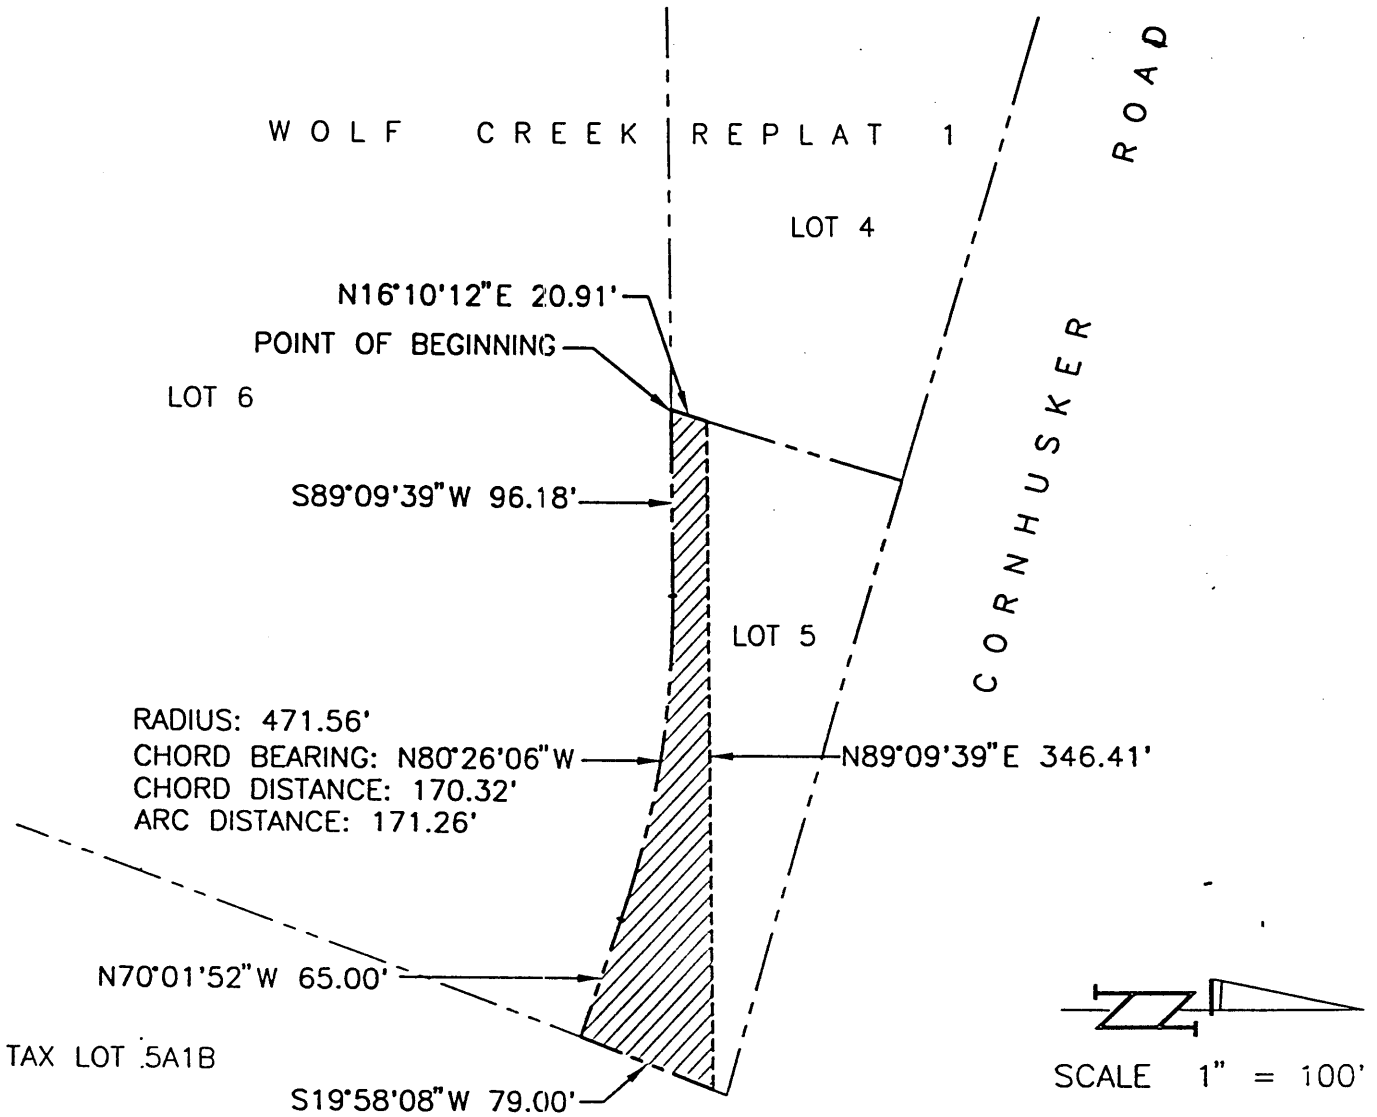 WOLF CREEK REPLAT 1
LOT 4
N16°10'12"E 20.91'
POINT OF BEGINNING
LOT 6
S89°09'39"W 96.18'
LOT 5
CORNHUSKER ROAD
RADIUS: 471.56'
CHORD BEARING: N80°26'06"W
CHORD DISTANCE: 170.32'
ARC DISTANCE: 171.26'
N89°09'39"E 346.41'
N70°01'52"W 65.00'
TAX LOT 5A1B
S19°58'08"W 79.00'
Z
SCALE 1" = 100'